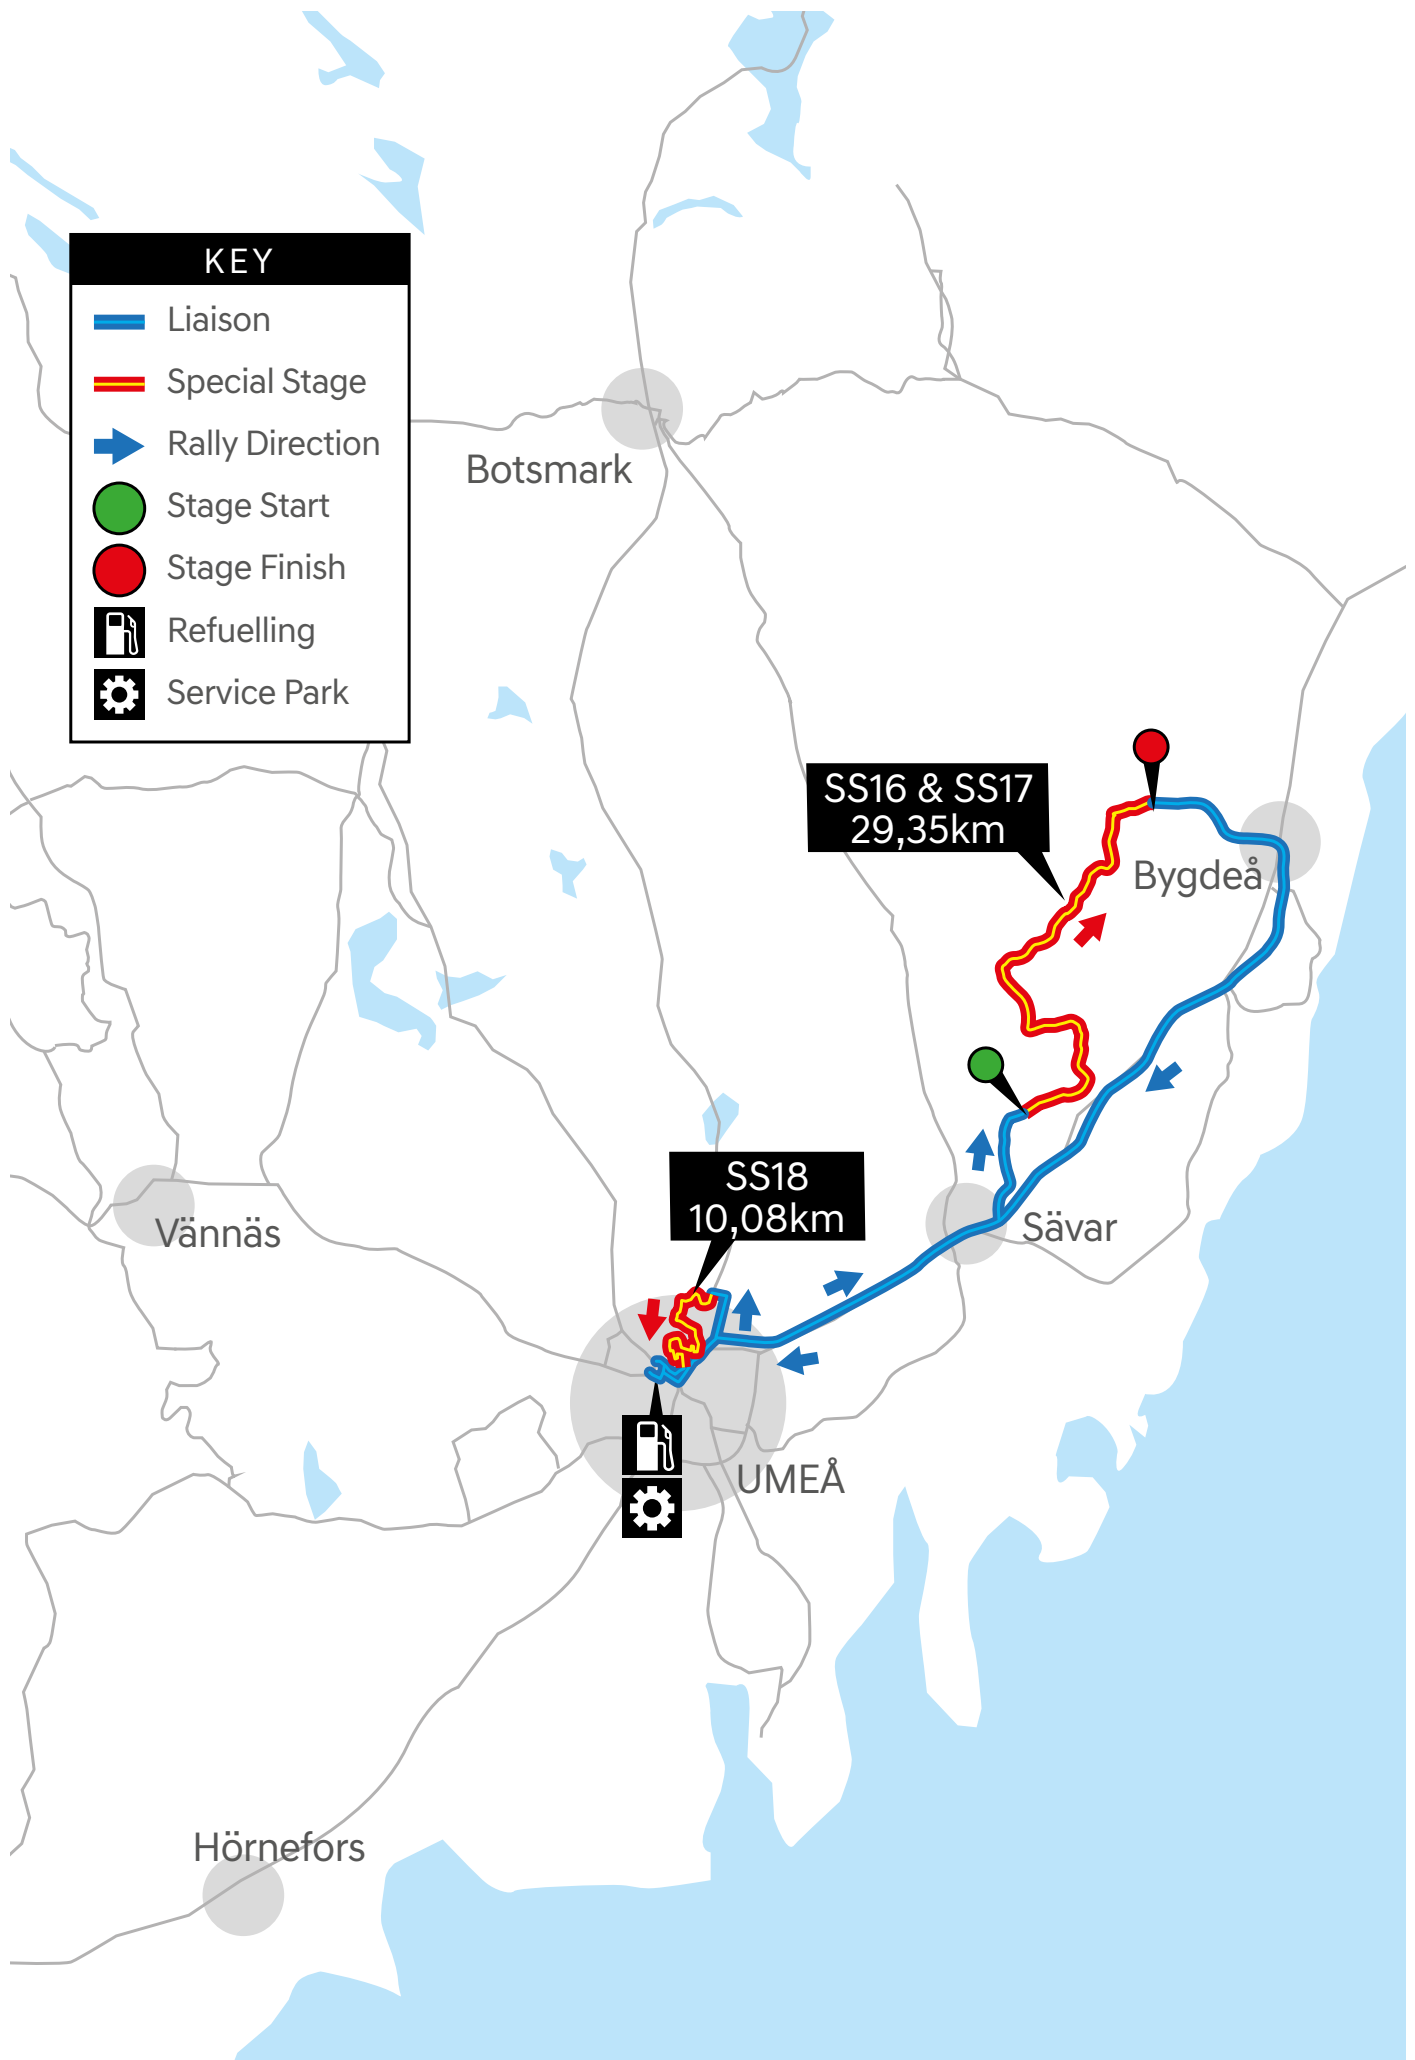 KEY
Liaison
Special Stage
Rally Direction
Stage Start
Stage Finish
Refuelling
Service Park
Botsmark
SS16 & SS17
29,35km
Bygdeå
SS18
10,08km
Sävar
Vännäs
UMEÅ
Hörnefors